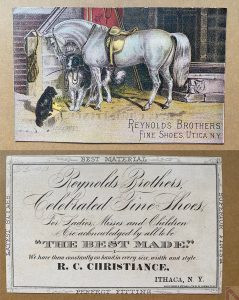 REYNOLDS BROTHERS
FINE SHOES, UTICA, N.Y.
BEST MATERIAL
Reynolds Brothers,
Celebrated Fine Shoes,
For Ladies, Misses and Children
Are acknowledged by all to be
"THE BEST MADE."
We have them constantly on hand in every size, width and style.
R. C. CHRISTIANCE,
ITHACA, N. Y.
PERFECT FITTING